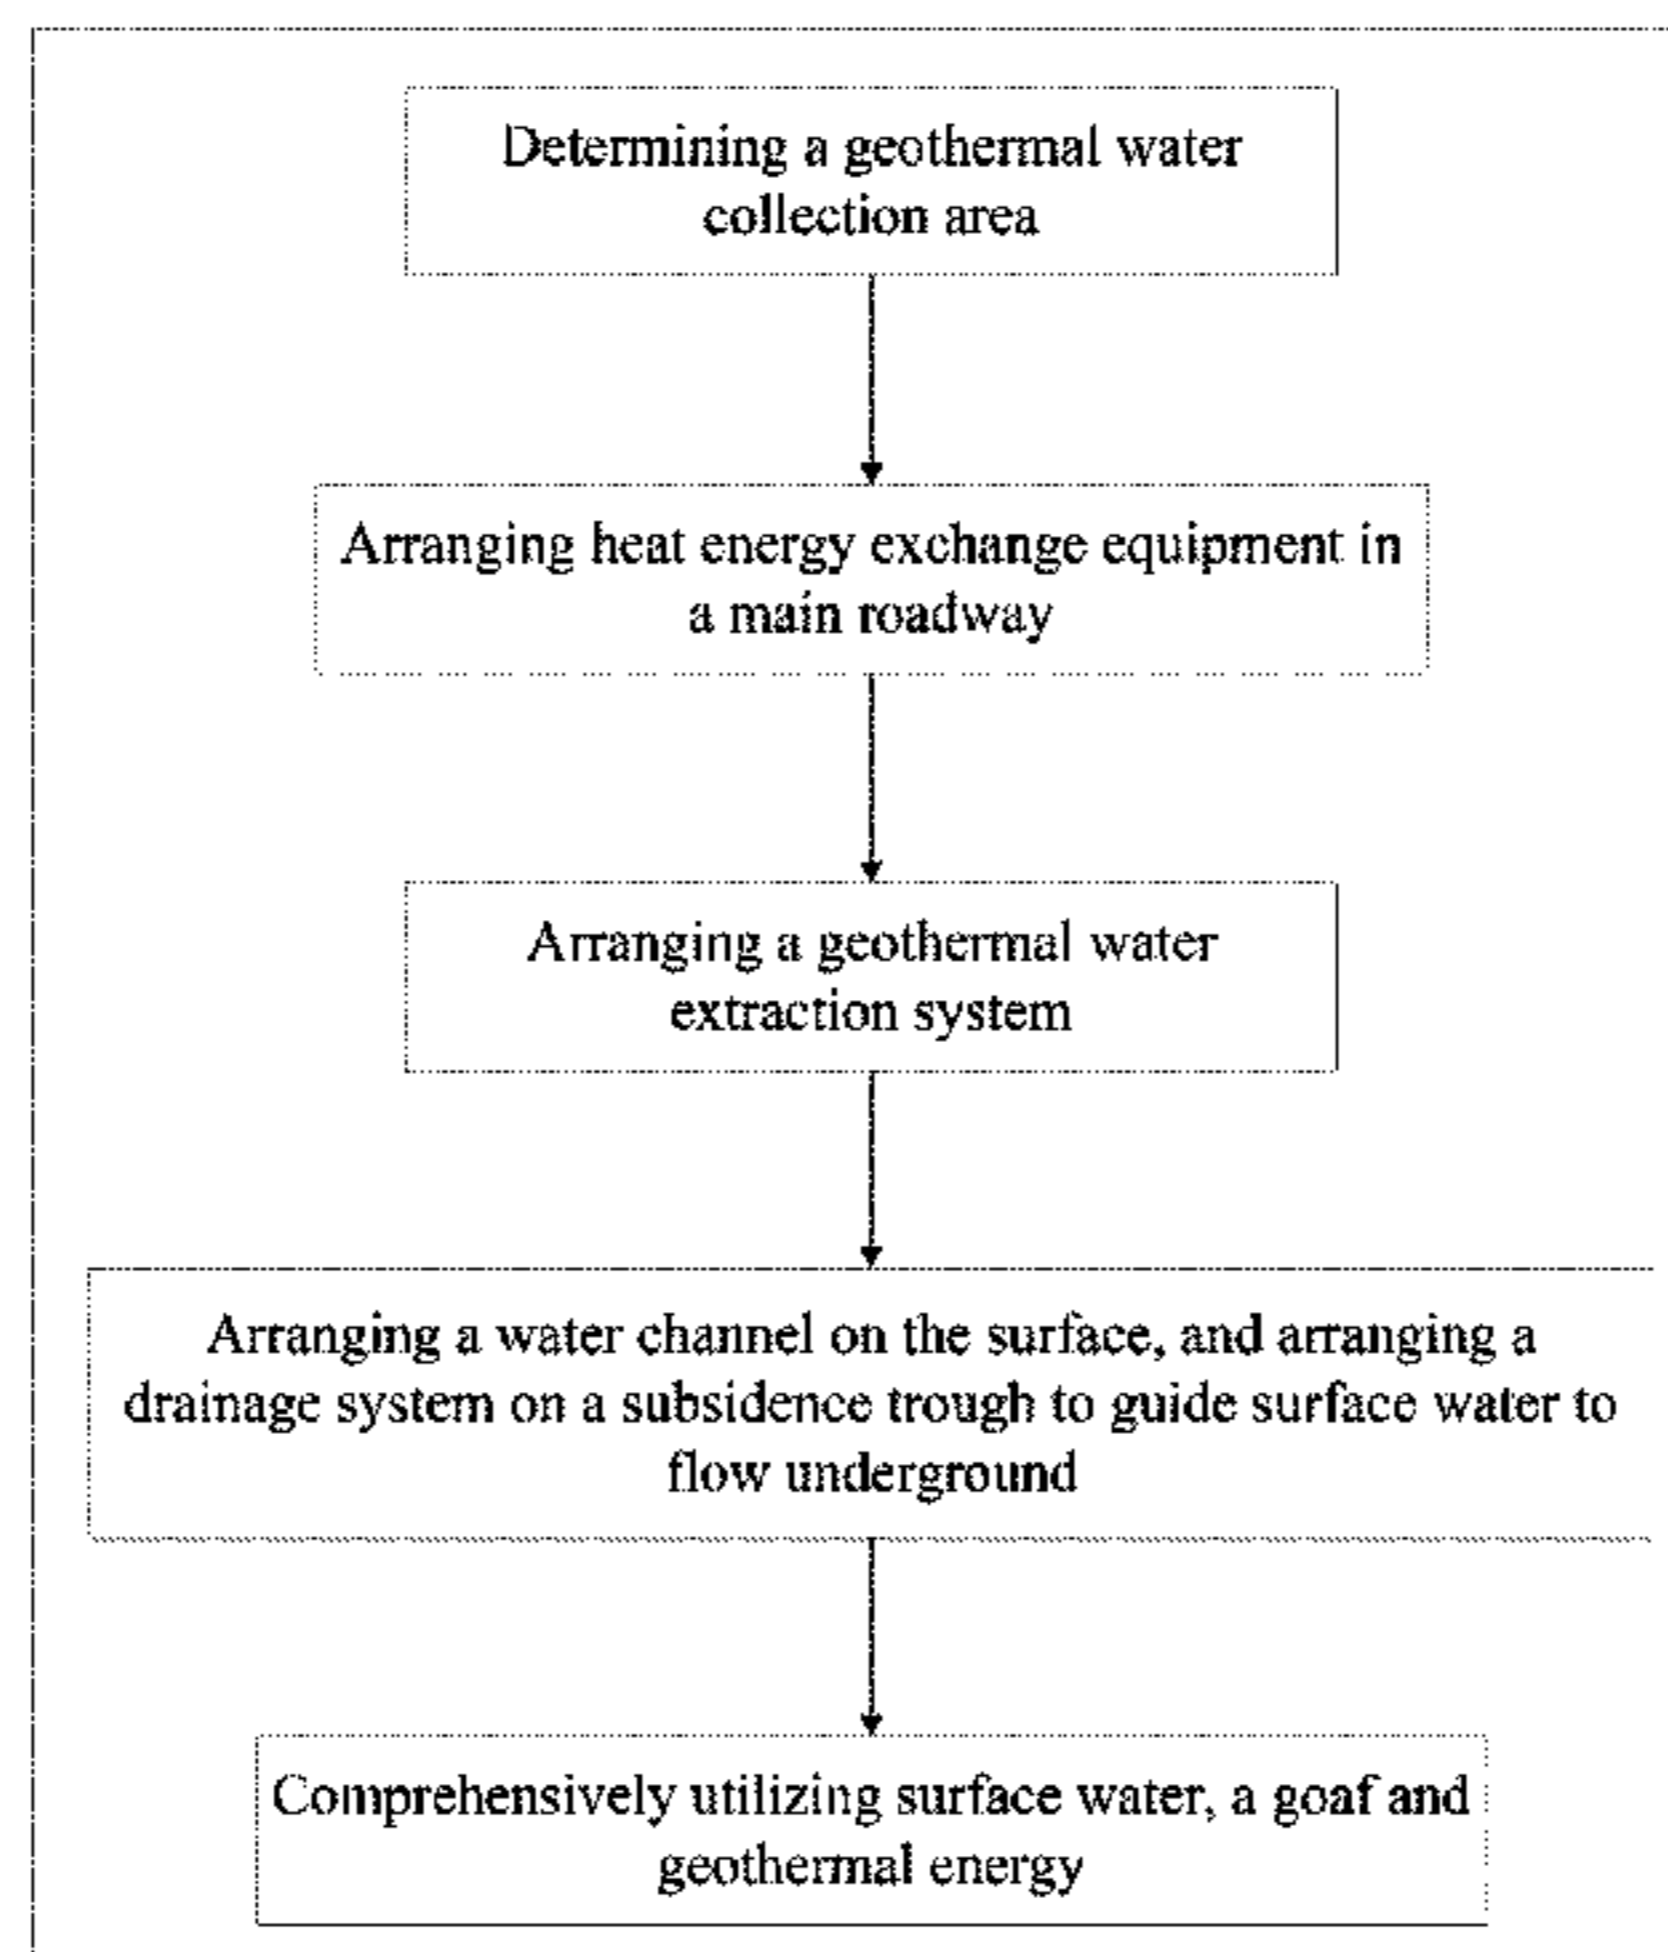 Determining a geothermal water
collection area
Arranging heat energy exchange equipment in
a main roadway
Arranging a geothermal water
extraction system
Arranging a water channel on the surface, and arranging a
drainage system on a subsidence trough to guide surface water to
flow underground
Comprehensively utilizing surface water, a goaf and
geothermal energy